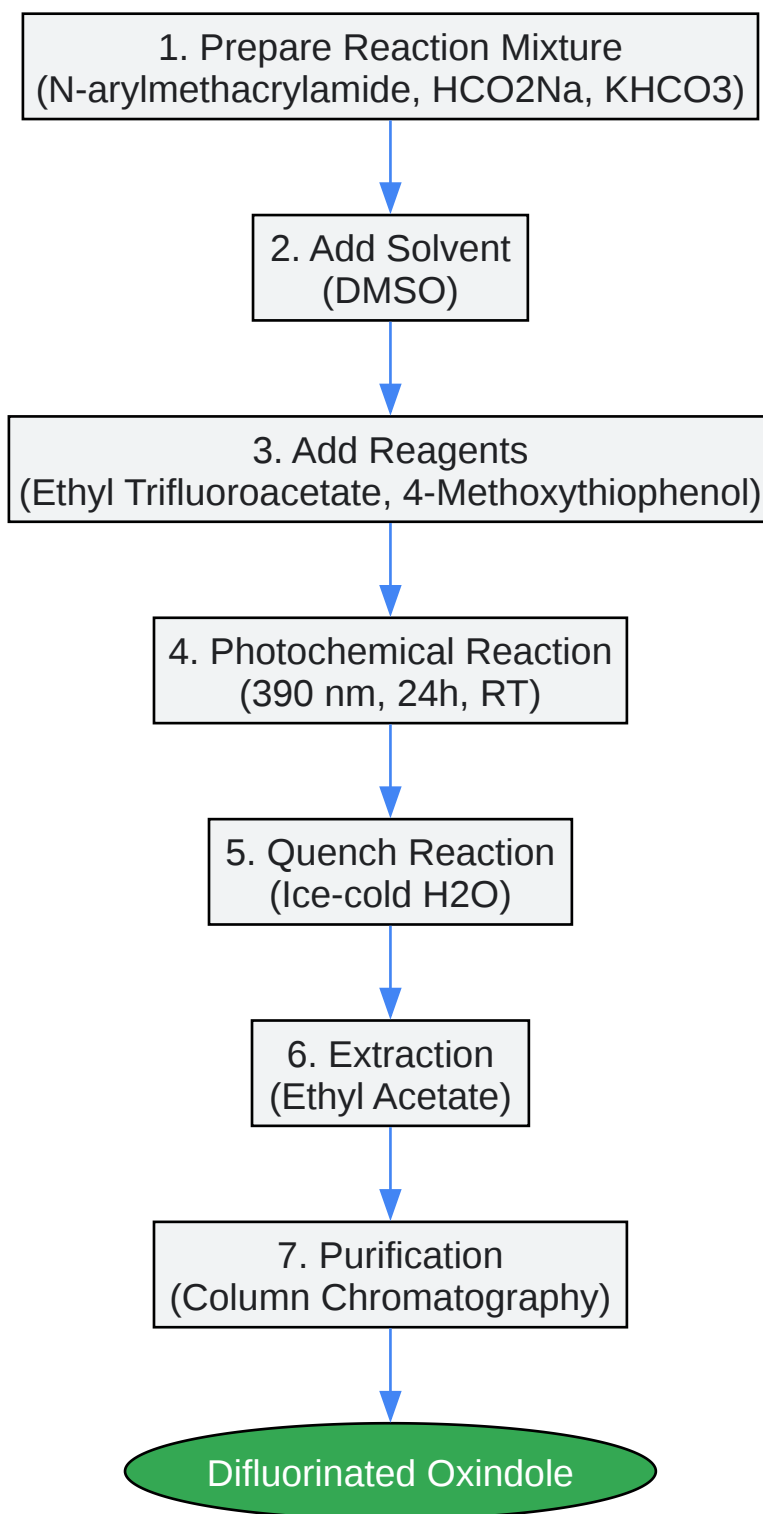 1. Prepare Reaction Mixture
(N-arylmethacrylamide, HCO2Na, KHCO3)
2. Add Solvent
(DMSO)
3. Add Reagents
(Ethyl Trifluoroacetate, 4-Methoxythiophenol)
4. Photochemical Reaction
(390 nm, 24h, RT)
5. Quench Reaction
(Ice-cold H2O)
6. Extraction
(Ethyl Acetate)
7. Purification
(Column Chromatography)
Difluorinated Oxindole